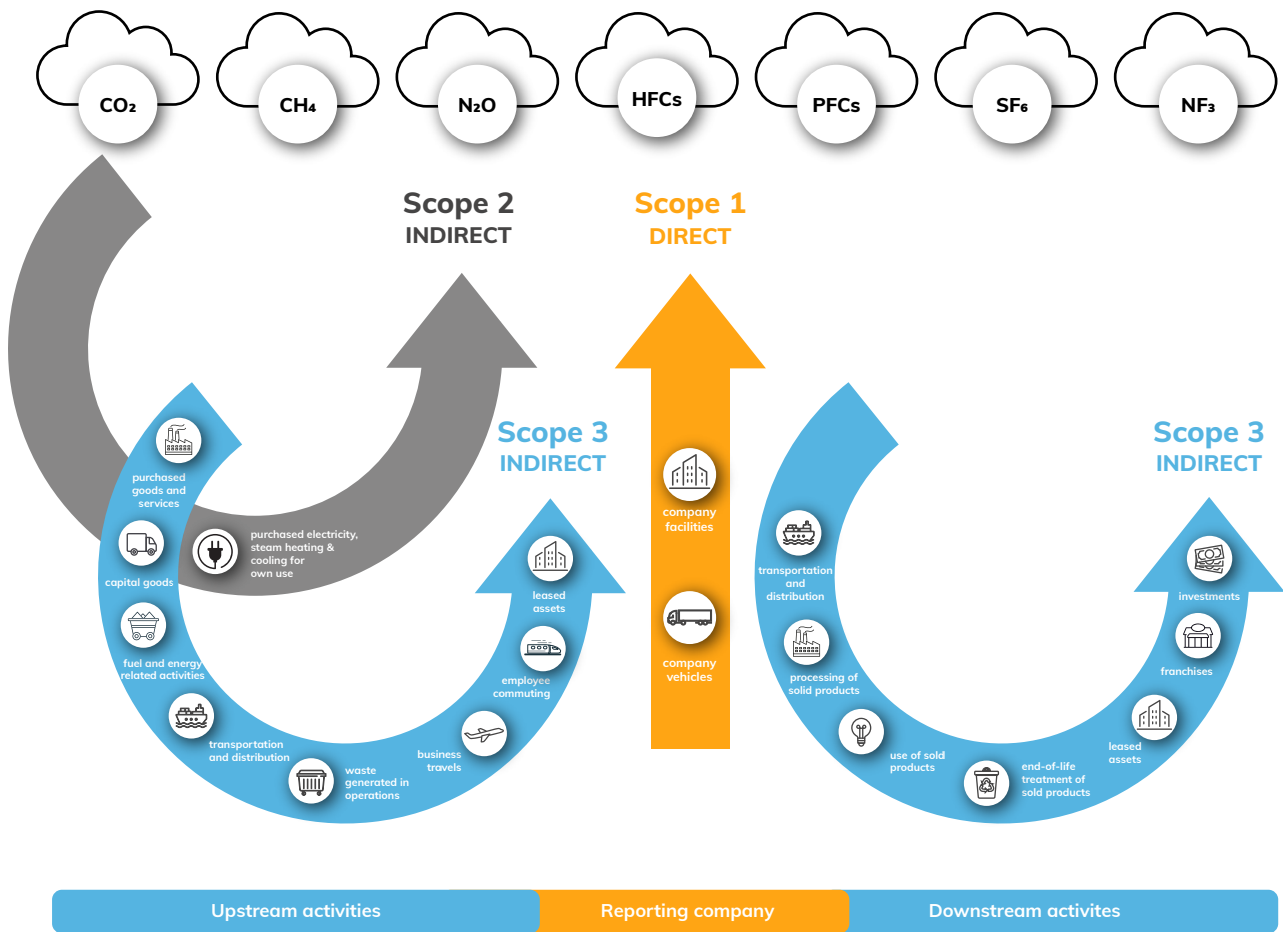 CO₂
CH₄
N₂O
HFCs
PFCs
SF₆
NF₃
Scope 2
INDIRECT
Scope 1
DIRECT
Scope 3
INDIRECT
Scope 3
INDIRECT
purchased
goods and
services
capital goods
fuel and energy
related activities
transportation
and distribution
waste
generated in
operations
business
travels
employee
commuting
leased
assets
purchased electricity,
steam heating &
cooling for
own use
company
facilities
company
vehicles
transportation
and
distribution
processing of
solid products
use of sold
products
end-of-life
treatment of
sold products
leased
assets
franchises
investments
Upstream activities
Reporting company
Downstream activites